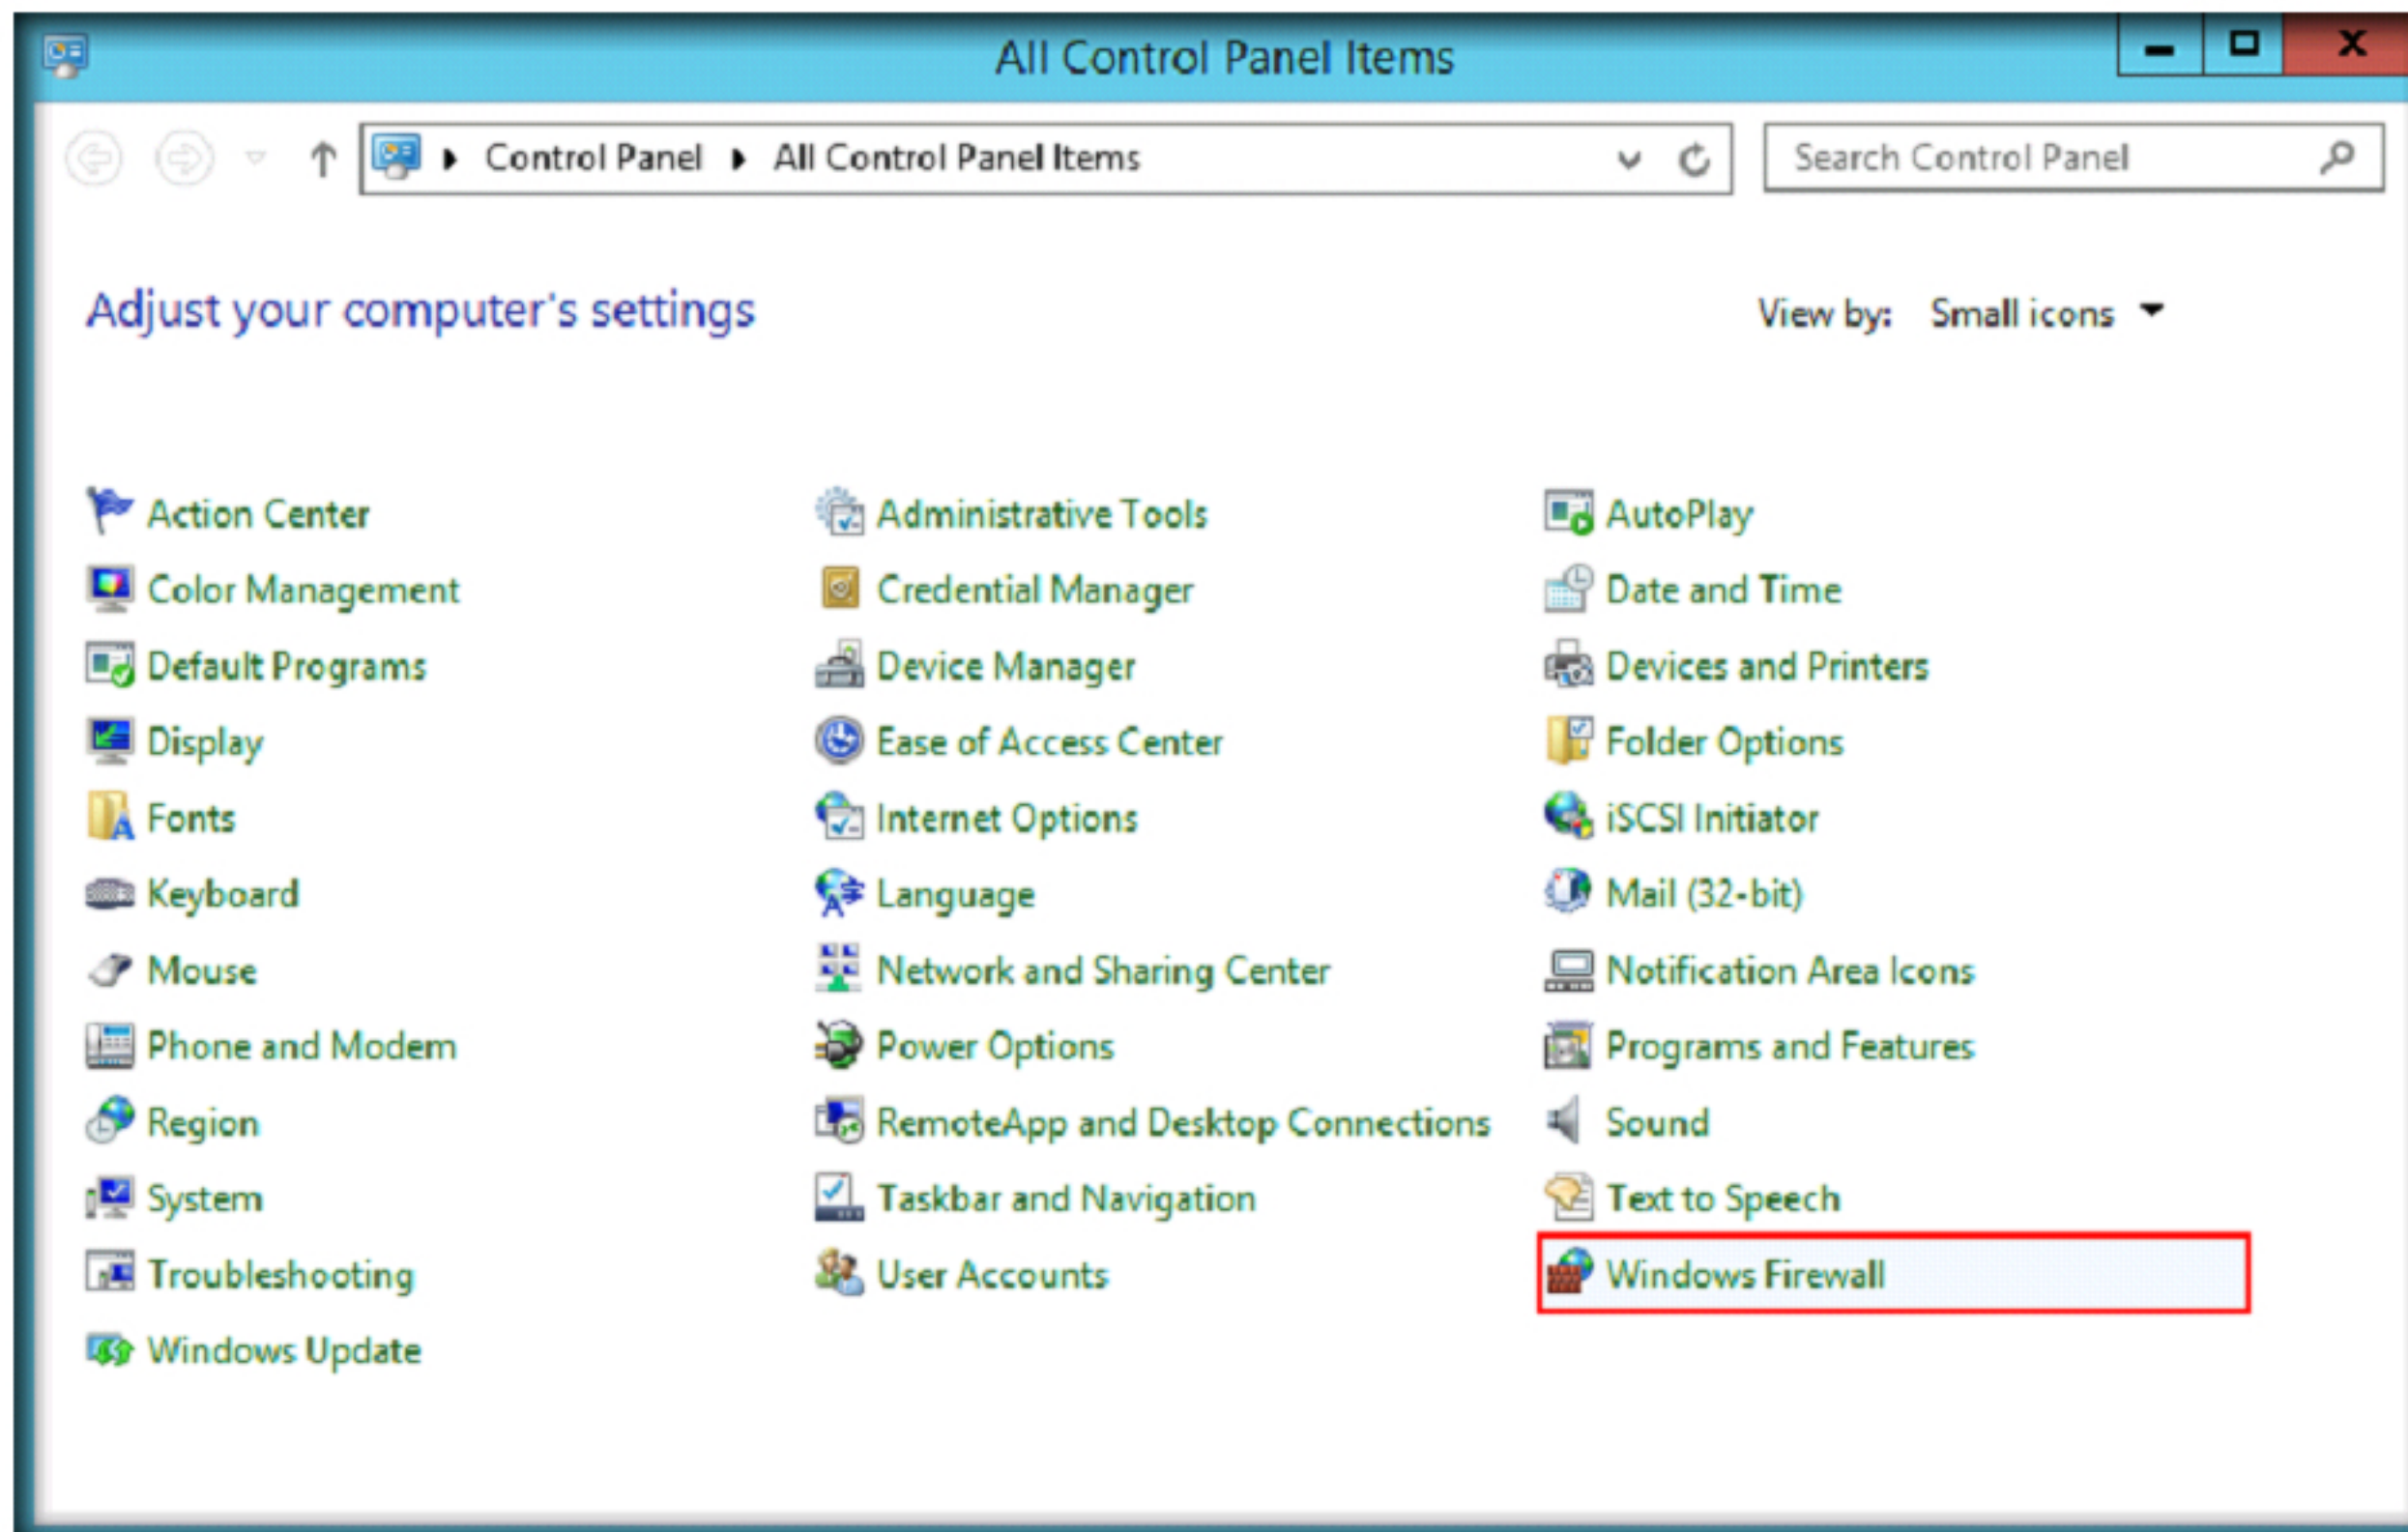 All Control Panel Items
Control Panel All Control Panel Items
Search Control Panel
Adjust your computer's settings
View by: Small icons
Action Center Administrative Tools AutoPlay
Color Management Credential Manager Date and Time
Default Programs Device Manager Devices and Printers
Display Ease of Access Center Folder Options
Fonts Internet Options iSCSI Initiator
Keyboard Language Mail (32-bit)
Mouse Network and Sharing Center Notification Area Icons
Phone and Modem Power Options Programs and Features
Region RemoteApp and Desktop Connections Sound
System Taskbar and Navigation Text to Speech
Troubleshooting User Accounts Windows Firewall
Windows Update